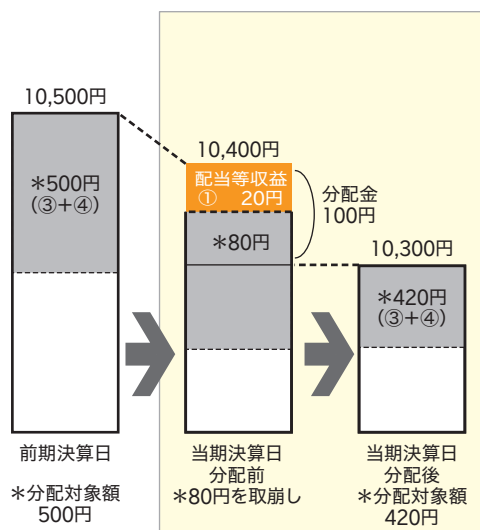 10,500円
＊500円
（③＋④）
前期決算日
＊分配対象額
500円
10,400円
配当等収益
① 20円
＊80円
分配金
100円
当期決算日
分配前
＊80円を取崩し
10,300円
＊420円
（③＋④）
当期決算日
分配後
＊分配対象額
420円